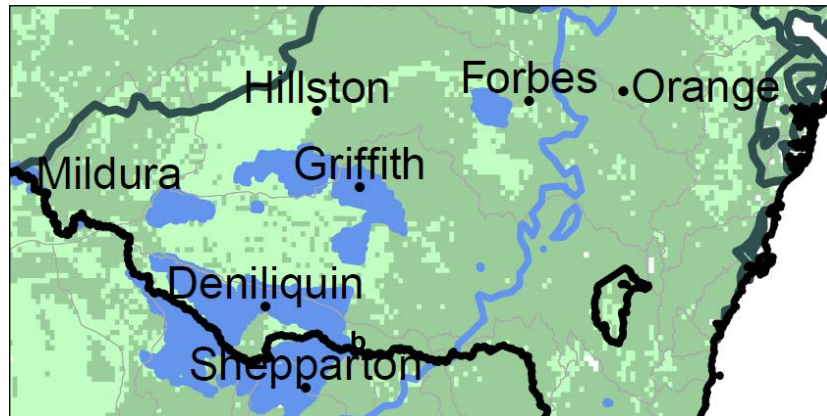 Forbes
Orange
Hillston
Griffith
Mildura
Deniliquin
b
Shepparton